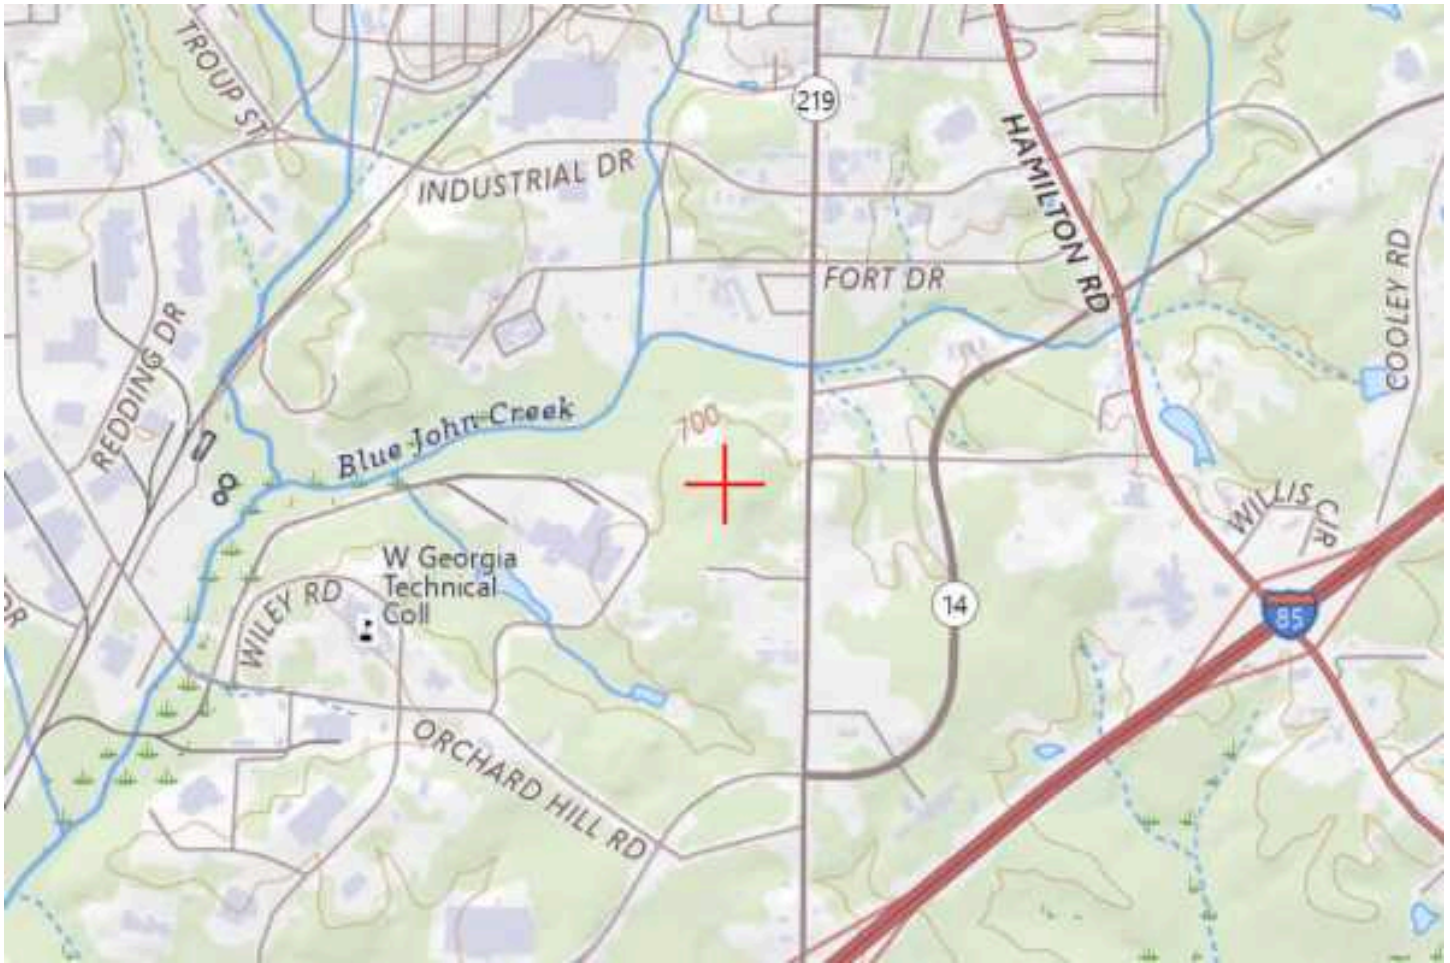 TROUP ST
219
INDUSTRIAL DR
HAMILTON RD
FORT DR
COOLEY RD
REDDING DR
Blue John Creek
700
WILLIS CIR
W Georgia
Technical
Coll
WILEY RD
14
85
DR
ORCHARD HILL RD